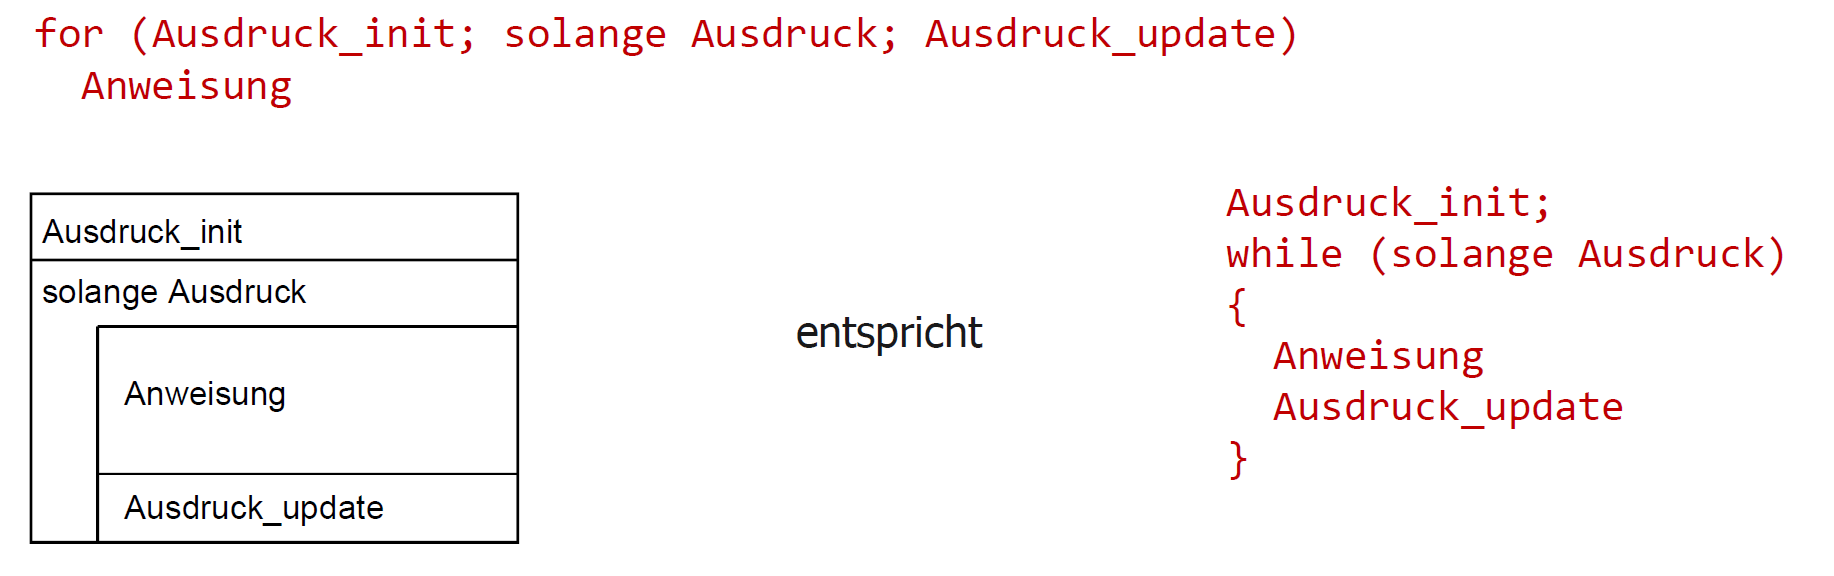 for (Ausdruck_init; solange Ausdruck; Ausdruck_update)
Anweisung
Ausdruck_init
solange Ausdruck
Anweisung
Ausdruck_update
entspricht
Ausdruck_init;
while (solange Ausdruck)
{
Anweisung
Ausdruck_update
}